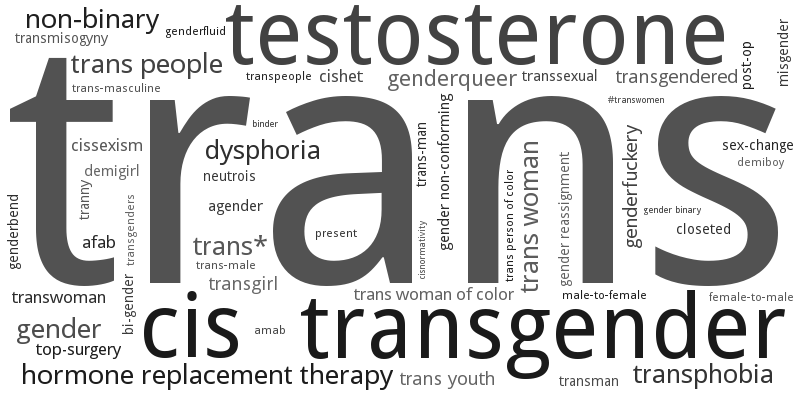 non-binary
genderfluid
testosterone
transmisogyny
post-op
misgender
trans people
transpeople
cishet
genderqueer
transsexual
transgendered
trans-masculine
#transwomen
trans
binder
cissexism
dysphoria
trans-man
gender non-conforming
genderfuckery
sex-change
demigirl
neutrois
trans person of color
trans woman
gender reassignment
demiboy
tranny
genderbend
transgenders
agender
gender binary
afab
trans*
present
cisnormativity
closeted
trans-male
transgirl
transwoman
bi-gender
trans woman of color
male-to-female
female-to-male
gender
cis
amab
transgender
top-surgery
hormone replacement therapy
trans youth
transman
transphobia